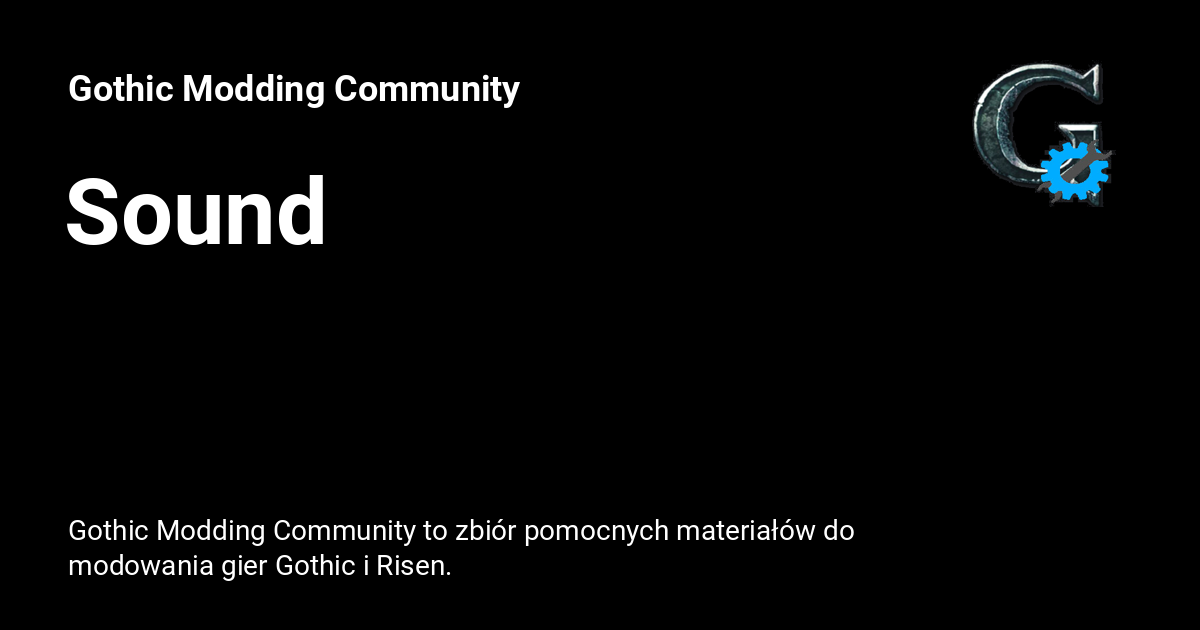 Gothic Modding Community
Sound
Gothic Modding Community to zbiór pomocnych materiałów do
modowania gier Gothic i Risen.